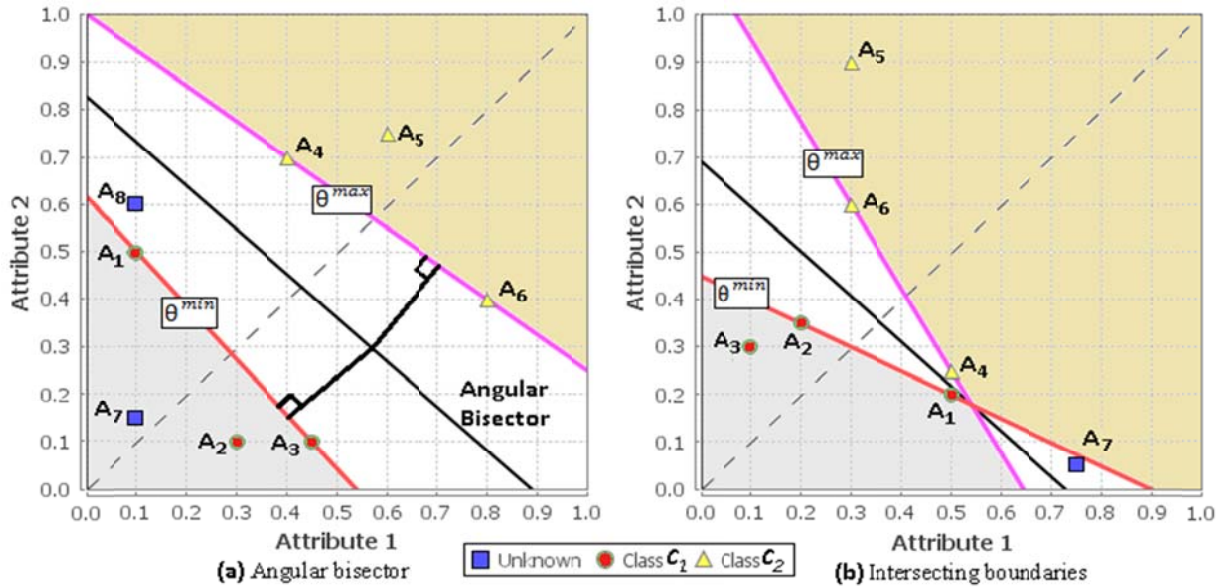 1.0
0.9
0.8
0.7
0.6
0.5
0.4
0.3
0.2
0.1
0.0
Attribute 2
0.0 0.1 0.2 0.3 0.4 0.5 0.6 0.7 0.8 0.9 1.0
Attribute 1
A4
A5
θ^max
A8
A1
θ^min
A6
Angular
Bisector
A7
A2
A3
(a) Angular bisector
1.0
0.9
0.8
0.7
0.6
0.5
0.4
0.3
0.2
0.1
0.0
Attribute 2
0.0 0.1 0.2 0.3 0.4 0.5 0.6 0.7 0.8 0.9 1.0
Attribute 1
A5
θ^max
A6
θ^min
A3
A2
A4
A1
A7
(b) Intersecting boundaries
Unknown Class C1 Class C2